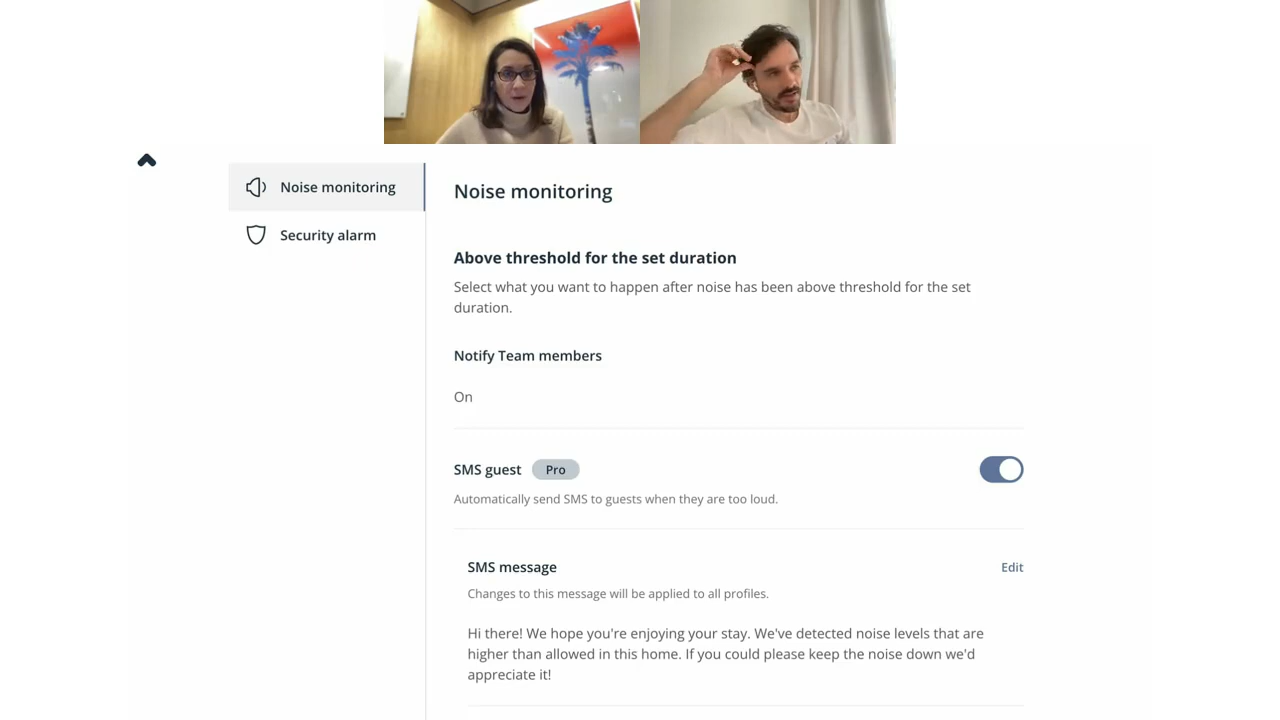 Noise monitoring
Security alarm
Noise monitoring
Above threshold for the set duration
Select what you want to happen after noise has been above threshold for the set
duration.
Notify Team members
On
SMS guest Pro
Automatically send SMS to guests when they are too loud.
SMS message Edit
Changes to this message will be applied to all profiles.
Hi there! We hope you're enjoying your stay. We've detected noise levels that are
higher than allowed in this home. If you could please keep the noise down we'd
appreciate it!